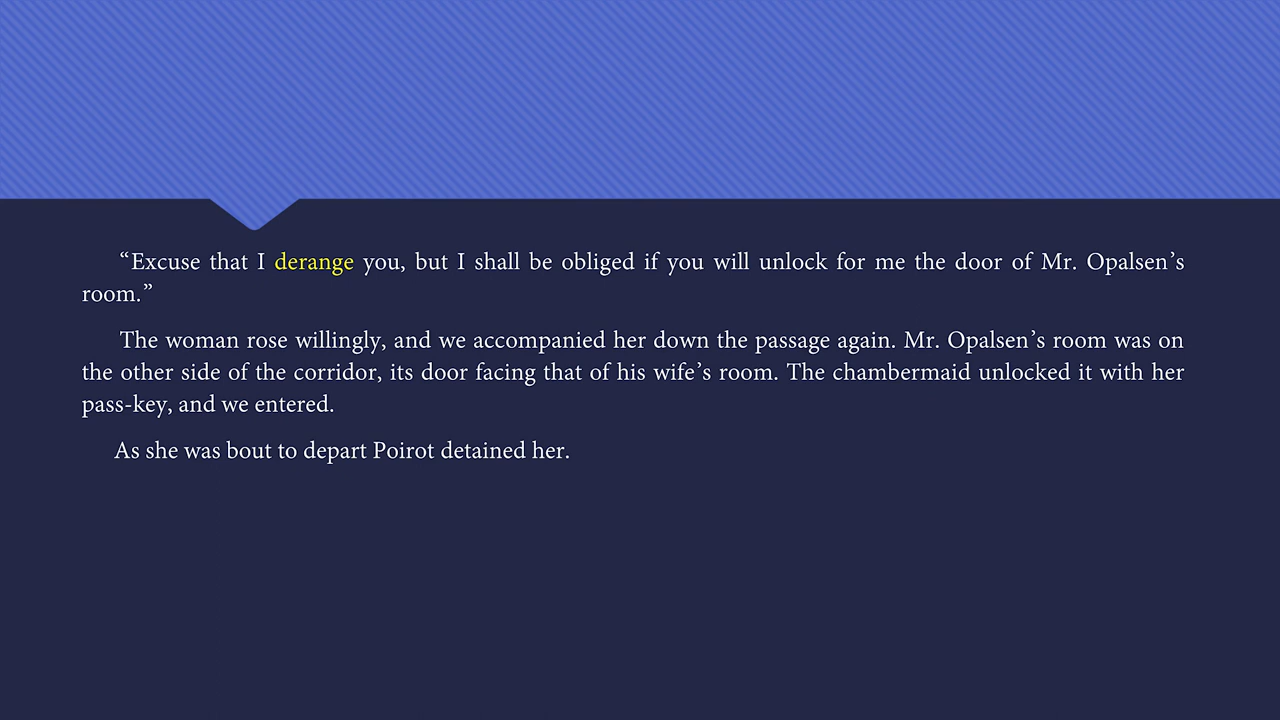 “Excuse that I derange you, but I shall be obliged if you will unlock for me the door of Mr. Opalsen’s
room.”
The woman rose willingly, and we accompanied her down the passage again. Mr. Opalsen’s room was on
the other side of the corridor, its door facing that of his wife’s room. The chambermaid unlocked it with her
pass-key, and we entered.
As she was bout to depart Poirot detained her.